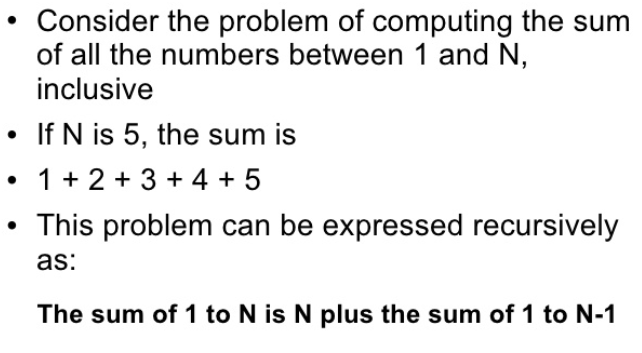 • Consider the problem of computing the sum
of all the numbers between 1 and N,
inclusive
• If N is 5, the sum is
• 1 + 2 + 3 + 4 + 5
• This problem can be expressed recursively
as:
The sum of 1 to N is N plus the sum of 1 to N-1